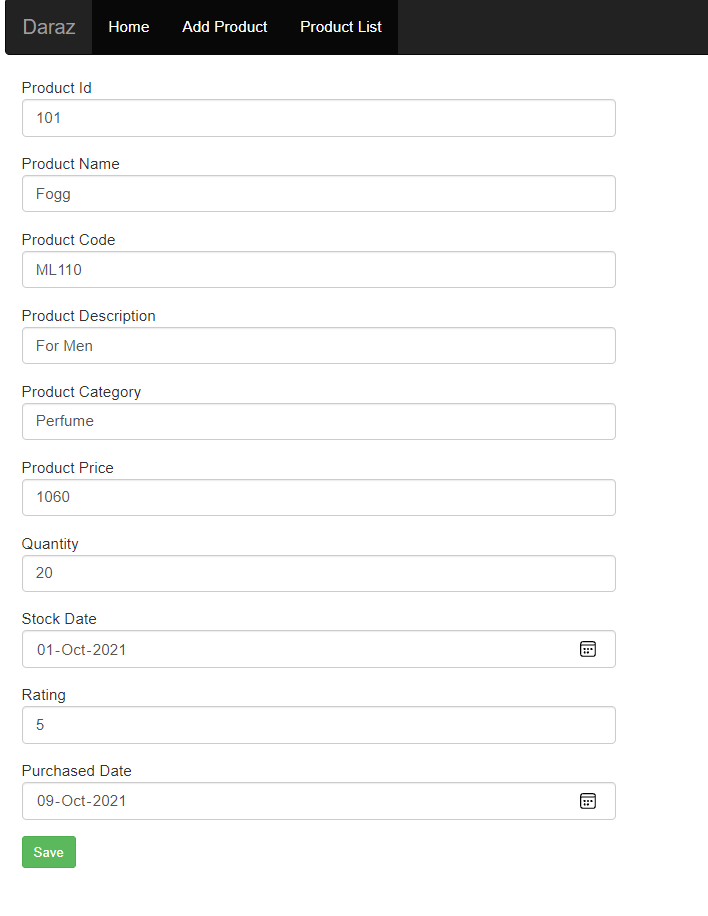 Daraz Home Add Product Product List
Product Id
101
Product Name
Fogg
Product Code
ML110
Product Description
For Men
Product Category
Perfume
Product Price
1060
Quantity
20
Stock Date
01-Oct-2021
Rating
5
Purchased Date
09-Oct-2021
Save